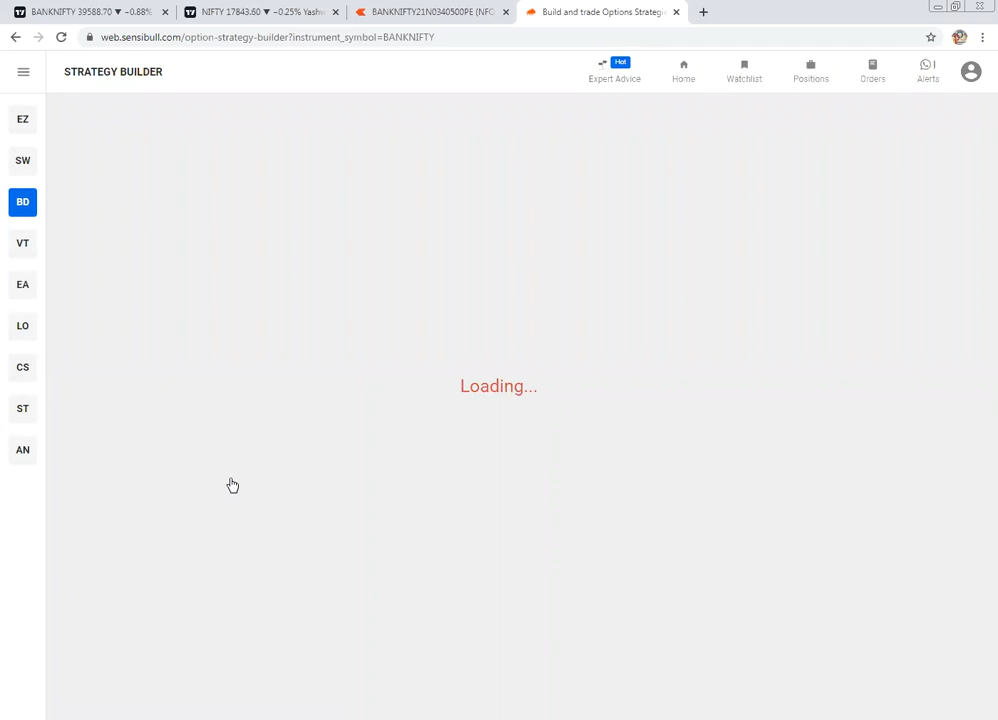 BANKNIFTY 39588.70 ▼ −0.88%
NIFTY 17843.60 ▼ −0.25% Yashw
BANKNIFTY21N0340500PE (NFO
Build and trade Options Strategi
web.sensibull.com/option-strategy-builder?instrument_symbol=BANKNIFTY
STRATEGY BUILDER
Hot
Expert Advice
Home
Watchlist
Positions
Orders
Alerts
EZ
SW
BD
VT
EA
LO
CS
ST
AN
Loading...